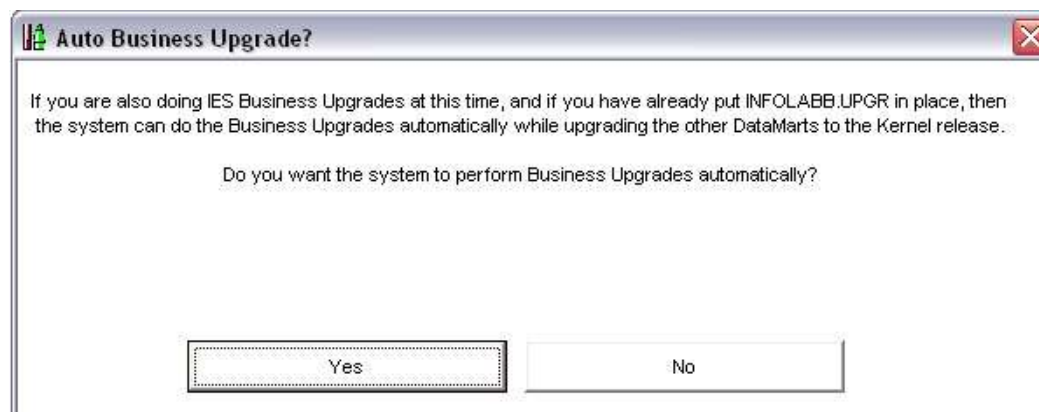 Auto Business Upgrade?
If you are also doing IES Business Upgrades at this time, and if you have already put INFOLABB.UPGR in place, then
the system can do the Business Upgrades automatically while upgrading the other DataMarts to the Kernel release.
Do you want the system to perform Business Upgrades automatically?
Yes No